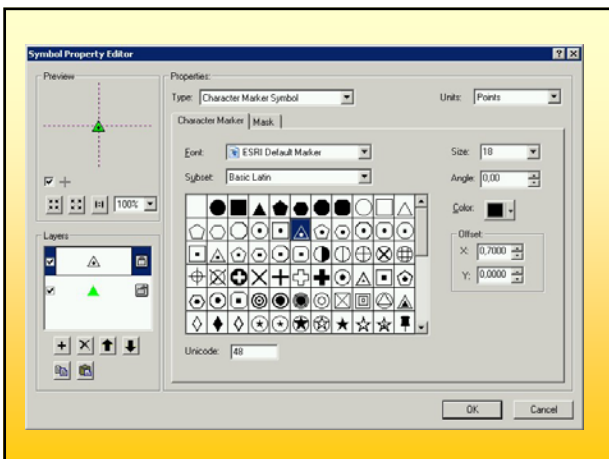 Symbol Property Editor
Preview
100%
Layers
Properties:
Type: Character Marker Symbol
Units: Points
Character Marker
Mask
Font: ESRI Default Marker
Subset: Basic Latin
Unicode: 48
Size: 18
Angle: 0,00
Color:
Offset:
X: 0,7000
Y: 0,0000
OK
Cancel